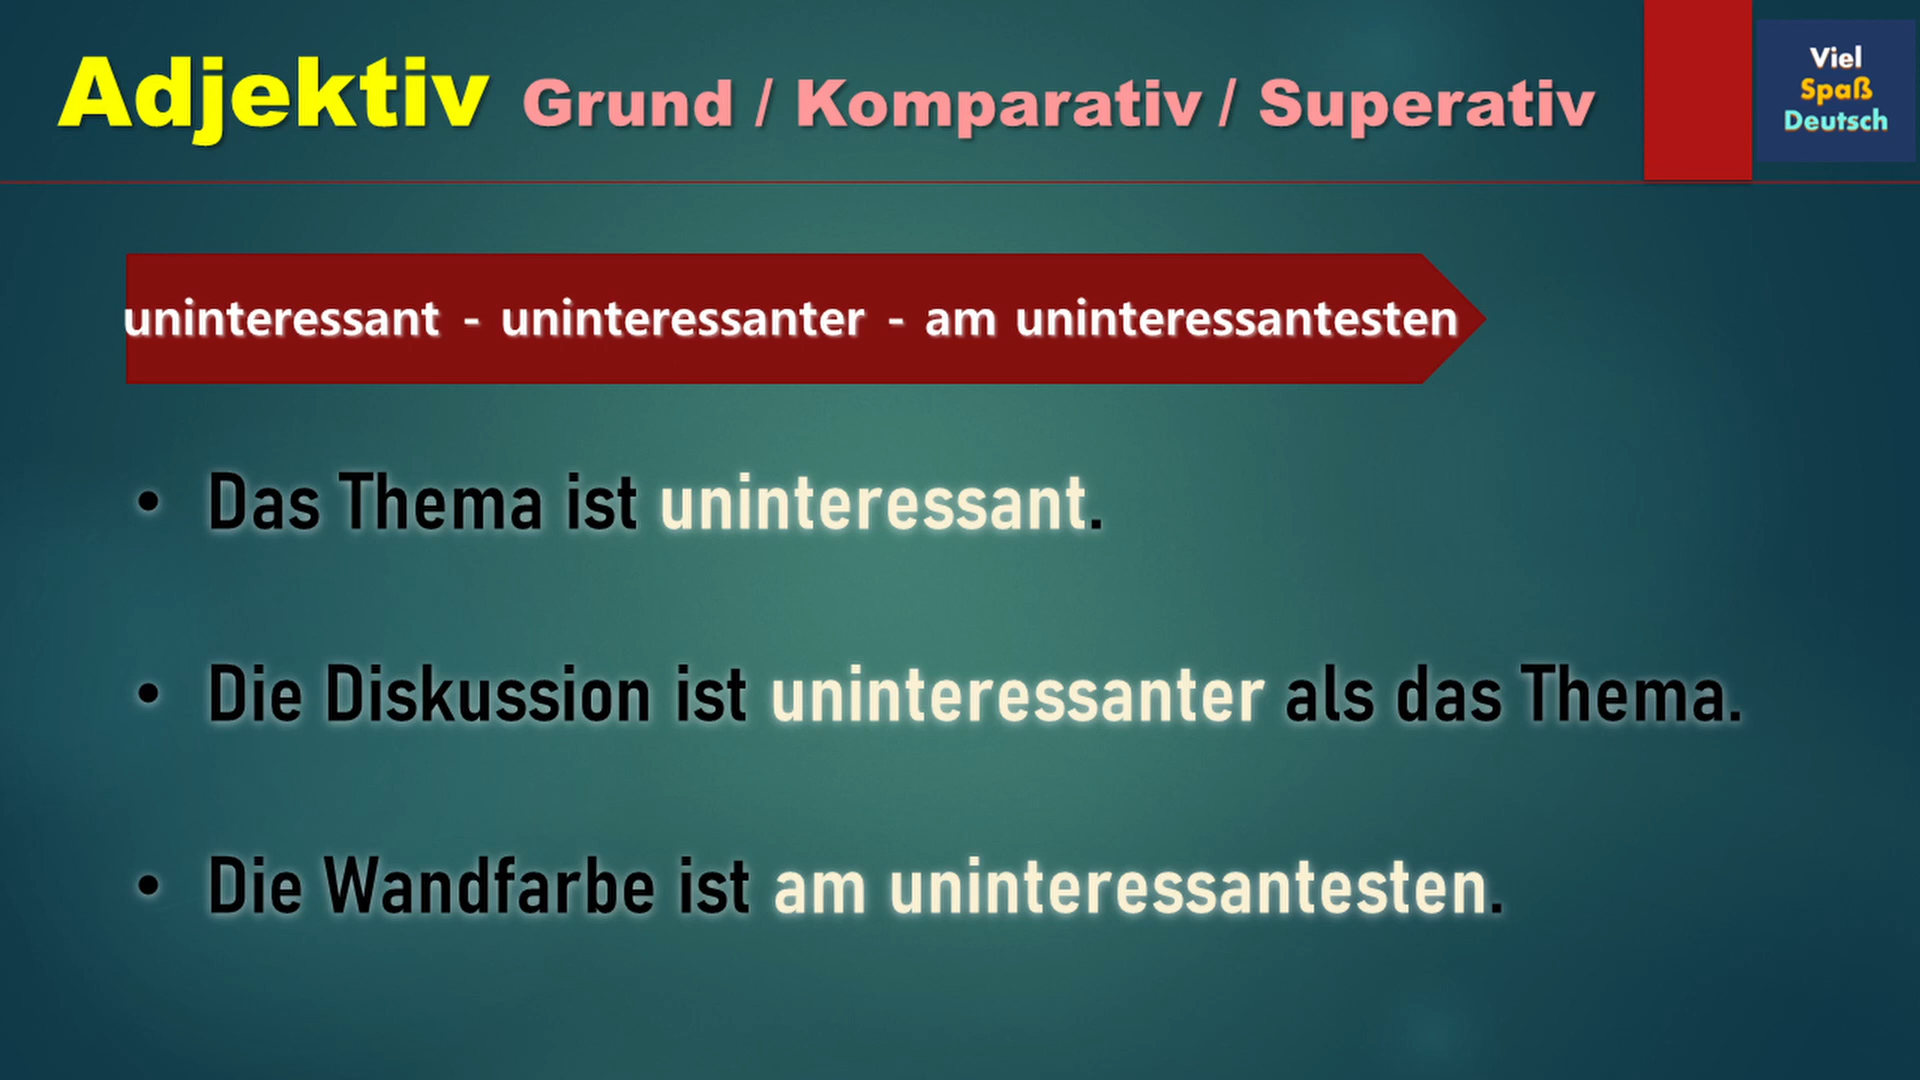 Adjektiv Grund / Komparativ / Superativ
Viel
Spaß
Deutsch
uninteressant - uninteressanter - am uninteressantesten
• Das Thema ist uninteressant.
• Die Diskussion ist uninteressanter als das Thema.
• Die Wandfarbe ist am uninteressantesten.